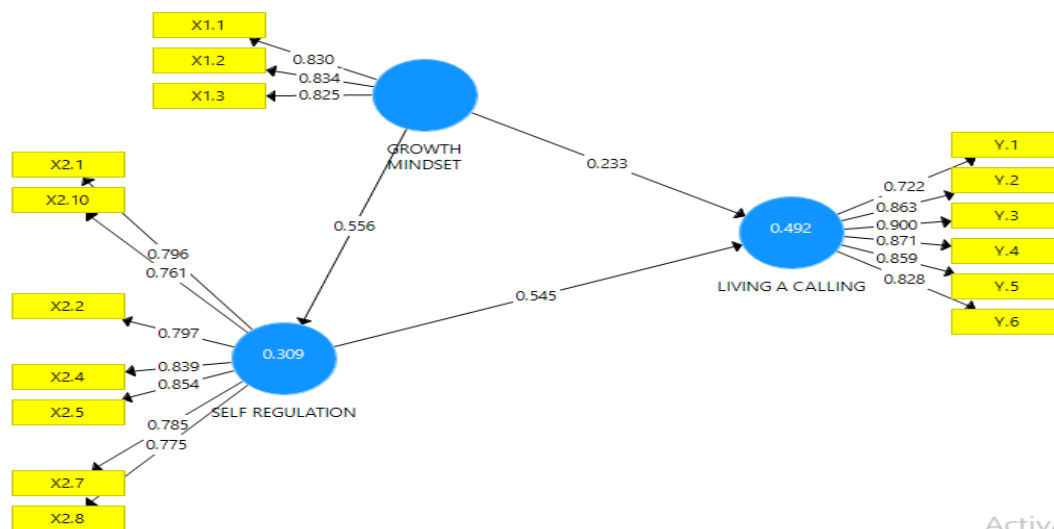 X1.1
X1.2
X1.3
0.830
0.834
0.825
GROWTH
MINDSET
0.233
0.556
X2.1
X2.10
X2.2
X2.4
X2.5
X2.7
X2.8
0.796
0.761
0.797
0.839
0.854
0.785
0.775
0.309
SELF REGULATION
0.545
0.492
LIVING A CALLING
0.722
0.863
0.900
0.871
0.859
0.828
Y.1
Y.2
Y.3
Y.4
Y.5
Y.6
Activ